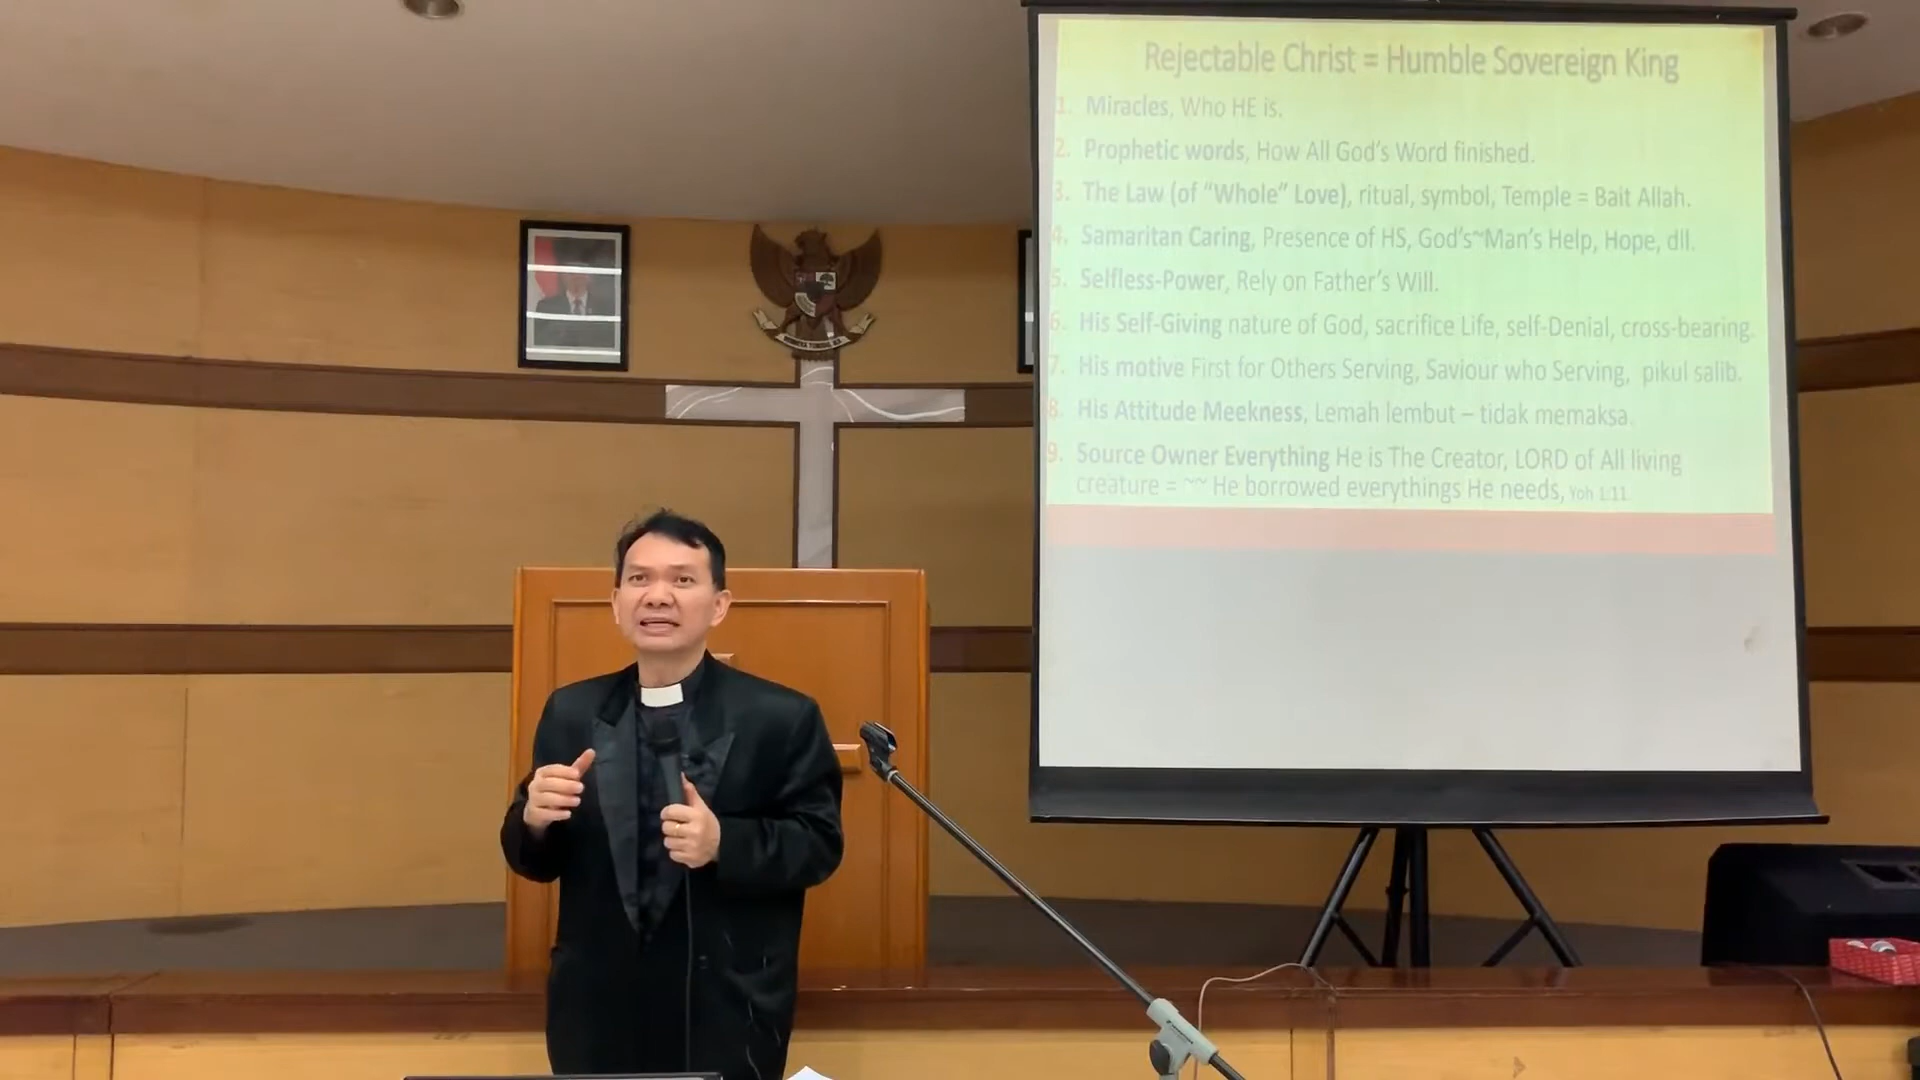 Rejectable Christ = Humble Sovereign King
1. Miracles, Who HE is.
2. Prophetic words, How All God's Word finished.
3. The Law (of "Whole" Love), ritual, symbol, Temple = Bait Allah.
4. Samaritan Caring, Presence of HS, God's~Man's Help, Hope, dll.
5. Selfless-Power, Rely on Father's Will.
6. His Self-Giving nature of God, sacrifice Life, self-Denial, cross-bearing.
7. His motive First for Others Serving, Saviour who Serving, pikul salib.
8. His Attitude Meekness, Lemah lembut – tidak memaksa.
9. Source Owner Everything He is The Creator, LORD of All living
creature = ~~ He borrowed everythings He needs, Yoh 1.11.